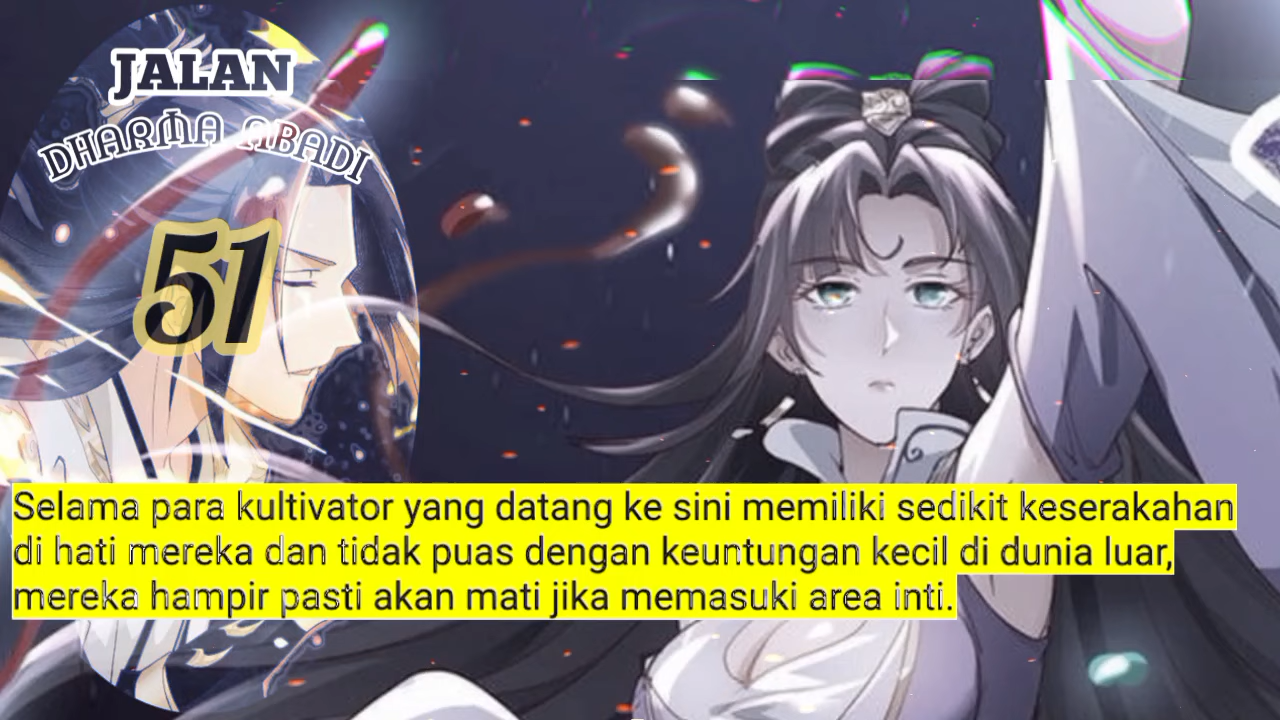 JALAN
DHARMA ABADI
51
Selama para kultivator yang datang ke sini memiliki sedikit keserakahan
di hati mereka dan tidak puas dengan keuntungan kecil di dunia luar,
mereka hampir pasti akan mati jika memasuki area inti.